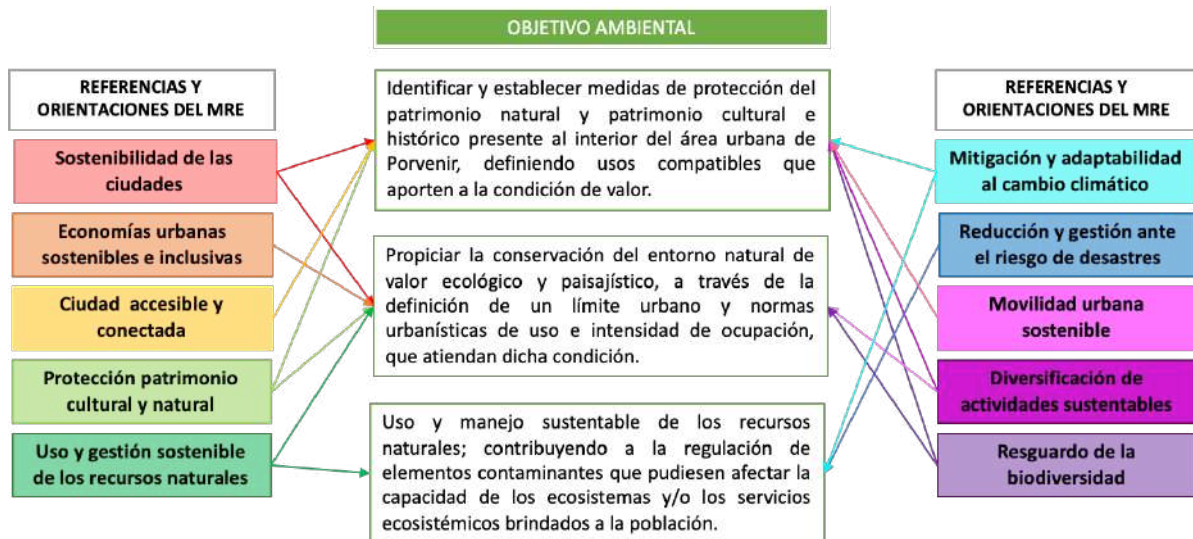 OBJETIVO AMBIENTAL
REFERENCIAS Y
ORIENTACIONES DEL MRE
Sostenibilidad de las
ciudades
Economías urbanas
sostenibles e inclusivas
Ciudad accesible y
conectada
Protección patrimonio
cultural y natural
Uso y gestión sostenible
de los recursos naturales
Identificar y establecer medidas de protección del
patrimonio natural y patrimonio cultural e
histórico presente al interior del área urbana de
Porvenir, definiendo usos compatibles que
aporten a la condición de valor.
Propiciar la conservación del entorno natural de
valor ecológico y paisajístico, a través de la
definición de un límite urbano y normas
urbanísticas de uso e intensidad de ocupación,
que atiendan dicha condición.
Uso y manejo sustentable de los recursos
naturales; contribuyendo a la regulación de
elementos contaminantes que pudiesen afectar la
capacidad de los ecosistemas y/o los servicios
ecosistémicos brindados a la población.
REFERENCIAS Y
ORIENTACIONES DEL MRE
Mitigación y adaptabilidad
al cambio climático
Reducción y gestión ante
el riesgo de desastres
Movilidad urbana
sostenible
Diversificación de
actividades sustentables
Resguardo de la
biodiversidad